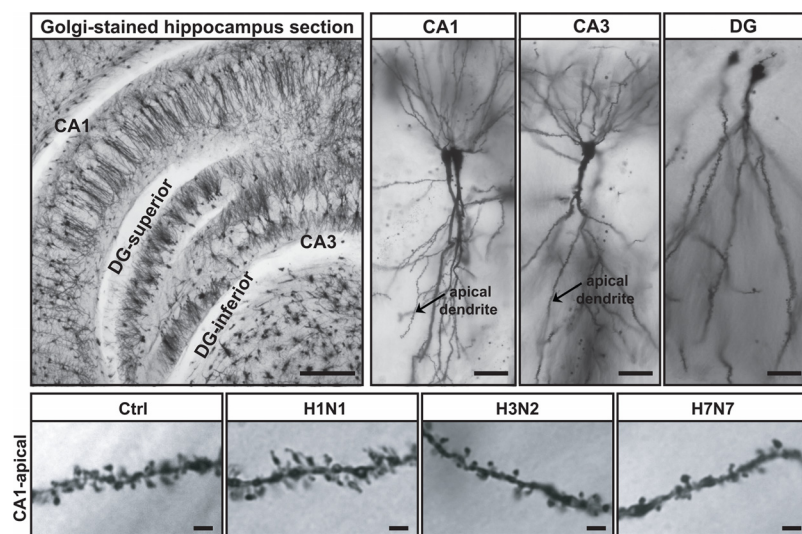 Golgi-stained hippocampus section
CA1
CA3
DG
CA1
DG-superior
CA3
DG-inferior
apical
dendrite
apical
dendrite
Ctrl
H1N1
H3N2
H7N7
CA1-apical